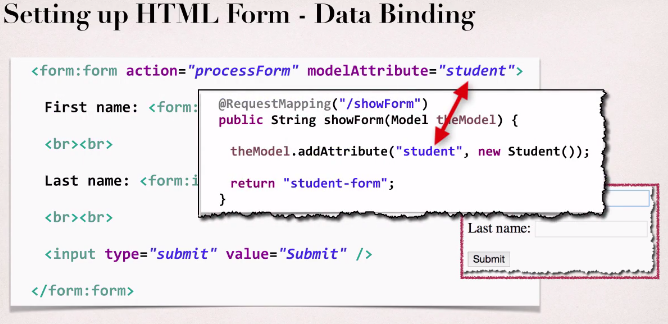 Setting up HTML Form - Data Binding
<form:form action="processForm" modelAttribute="student">
First name: <form:
<br><br>
Last name: <form:i
<br><br>
<input type="submit" value="Submit" />
</form:form>
@RequestMapping("/showForm")
public String showForm(Model theModel) {
theModel.addAttribute("student", new Student());
return "student-form";
}
Last name:
Submit